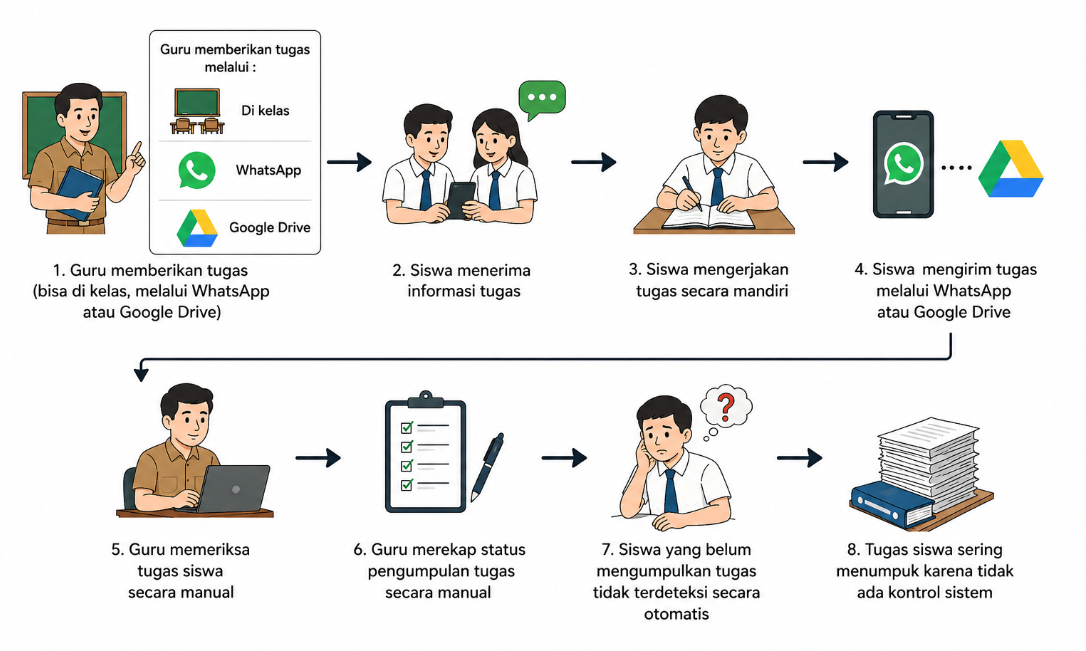 Guru memberikan tugas
melalui :
Di kelas
WhatsApp
Google Drive
1. Guru memberikan tugas
(bisa di kelas, melalui WhatsApp
atau Google Drive)
2. Siswa menerima
informasi tugas
3. Siswa mengerjakan
tugas secara mandiri
4. Siswa mengirim tugas
melalui WhatsApp
atau Google Drive
?
5. Guru memeriksa
tugas siswa
secara manual
6. Guru merekap status
pengumpulan tugas
secara manual
7. Siswa yang belum
mengumpulkan tugas
tidak terdeteksi secara
otomatis
8. Tugas siswa sering
menumpuk karena tidak
ada kontrol sistem